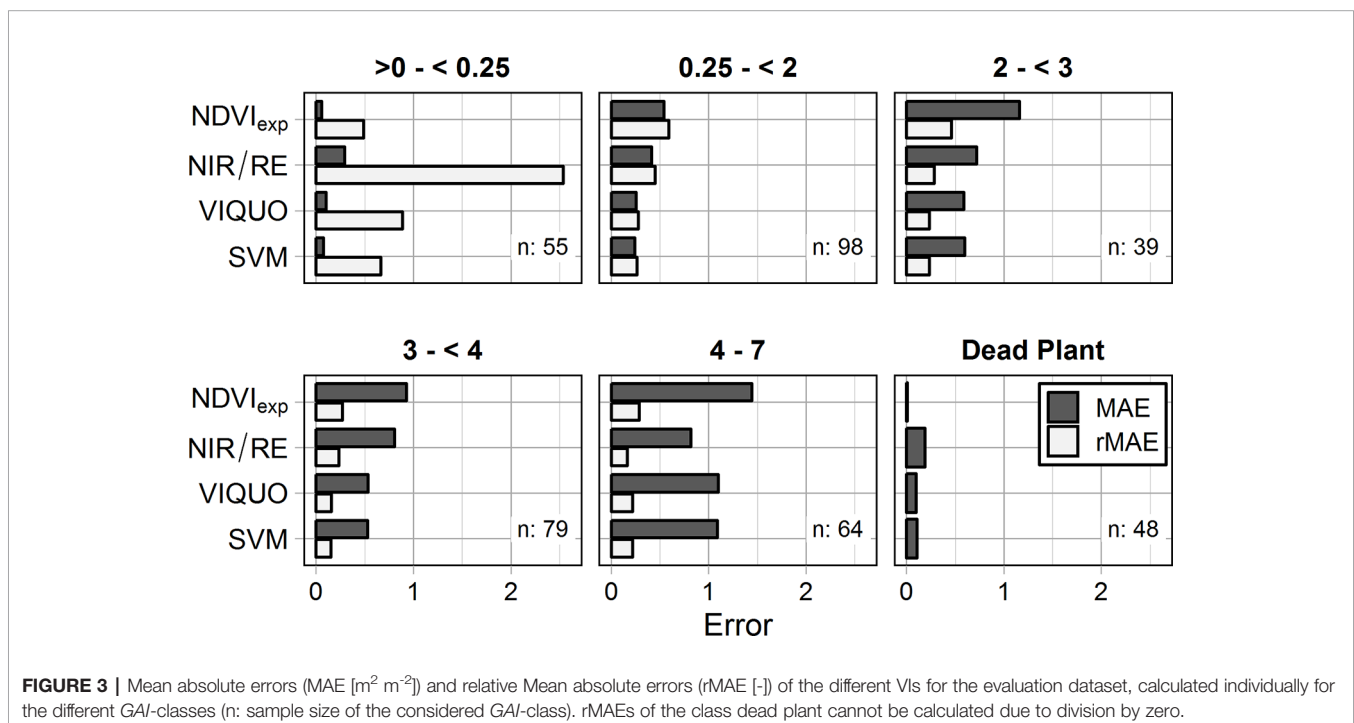 >0 - < 0.25
0.25 - < 2
2 - < 3
NDVIexp
NIR/RE
VIQUO
SVM
n: 55
n: 98
n: 39
3 - < 4
4 - 7
Dead Plant
NDVIexp
NIR/RE
VIQUO
SVM
MAE
rMAE
n: 79
n: 64
n: 48
0 1 2
0 1 2
0 1 2
Error
FIGURE 3 | Mean absolute errors (MAE [m² m⁻²]) and relative Mean absolute errors (rMAE [-]) of the different VIs for the evaluation dataset, calculated individually for
the different GAI-classes (n: sample size of the considered GAI-class). rMAEs of the class dead plant cannot be calculated due to division by zero.